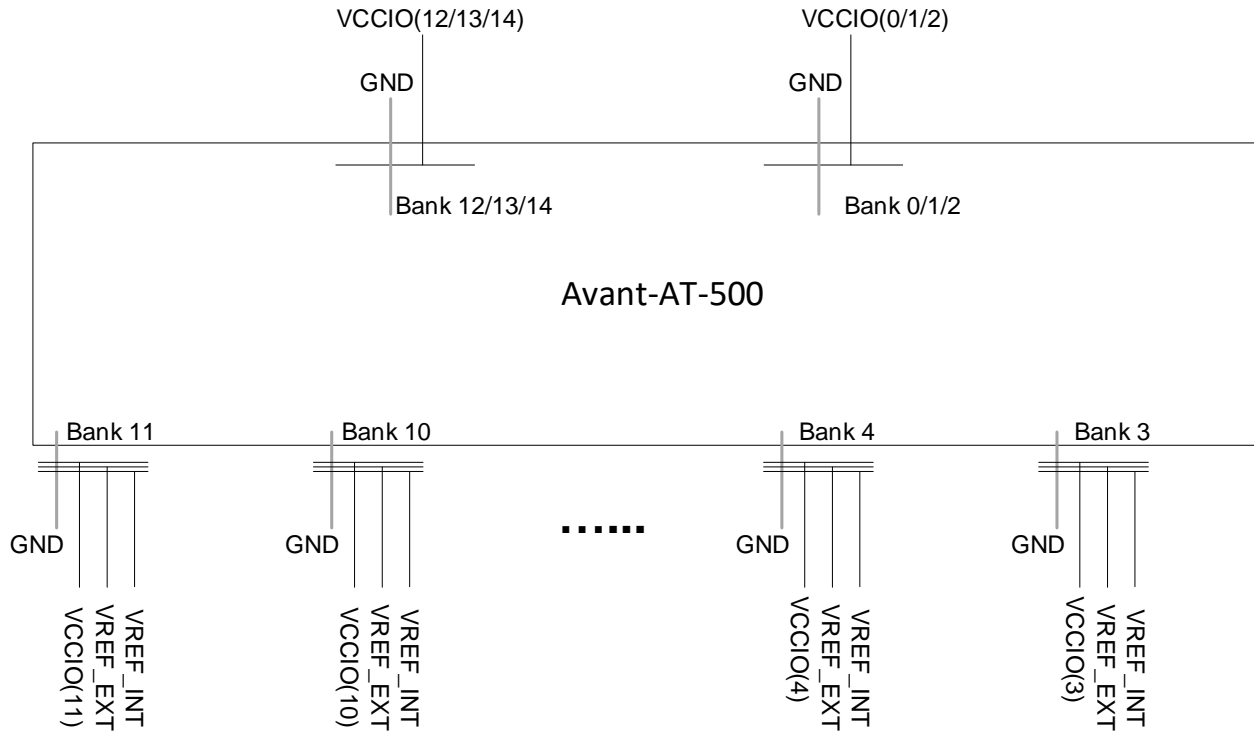 VCCIO(12/13/14)
VCCIO(0/1/2)
GND
GND
Bank 12/13/14
Bank 0/1/2
Avant-AT-500
Bank 11
Bank 10
Bank 4
Bank 3
GND
GND
......
GND
GND
VCCIO(11)
VREF_EXT
VREF_INT
VCCIO(10)
VREF_EXT
VREF_INT
VCCIO(4)
VREF_EXT
VREF_INT
VCCIO(3)
VREF_EXT
VREF_INT